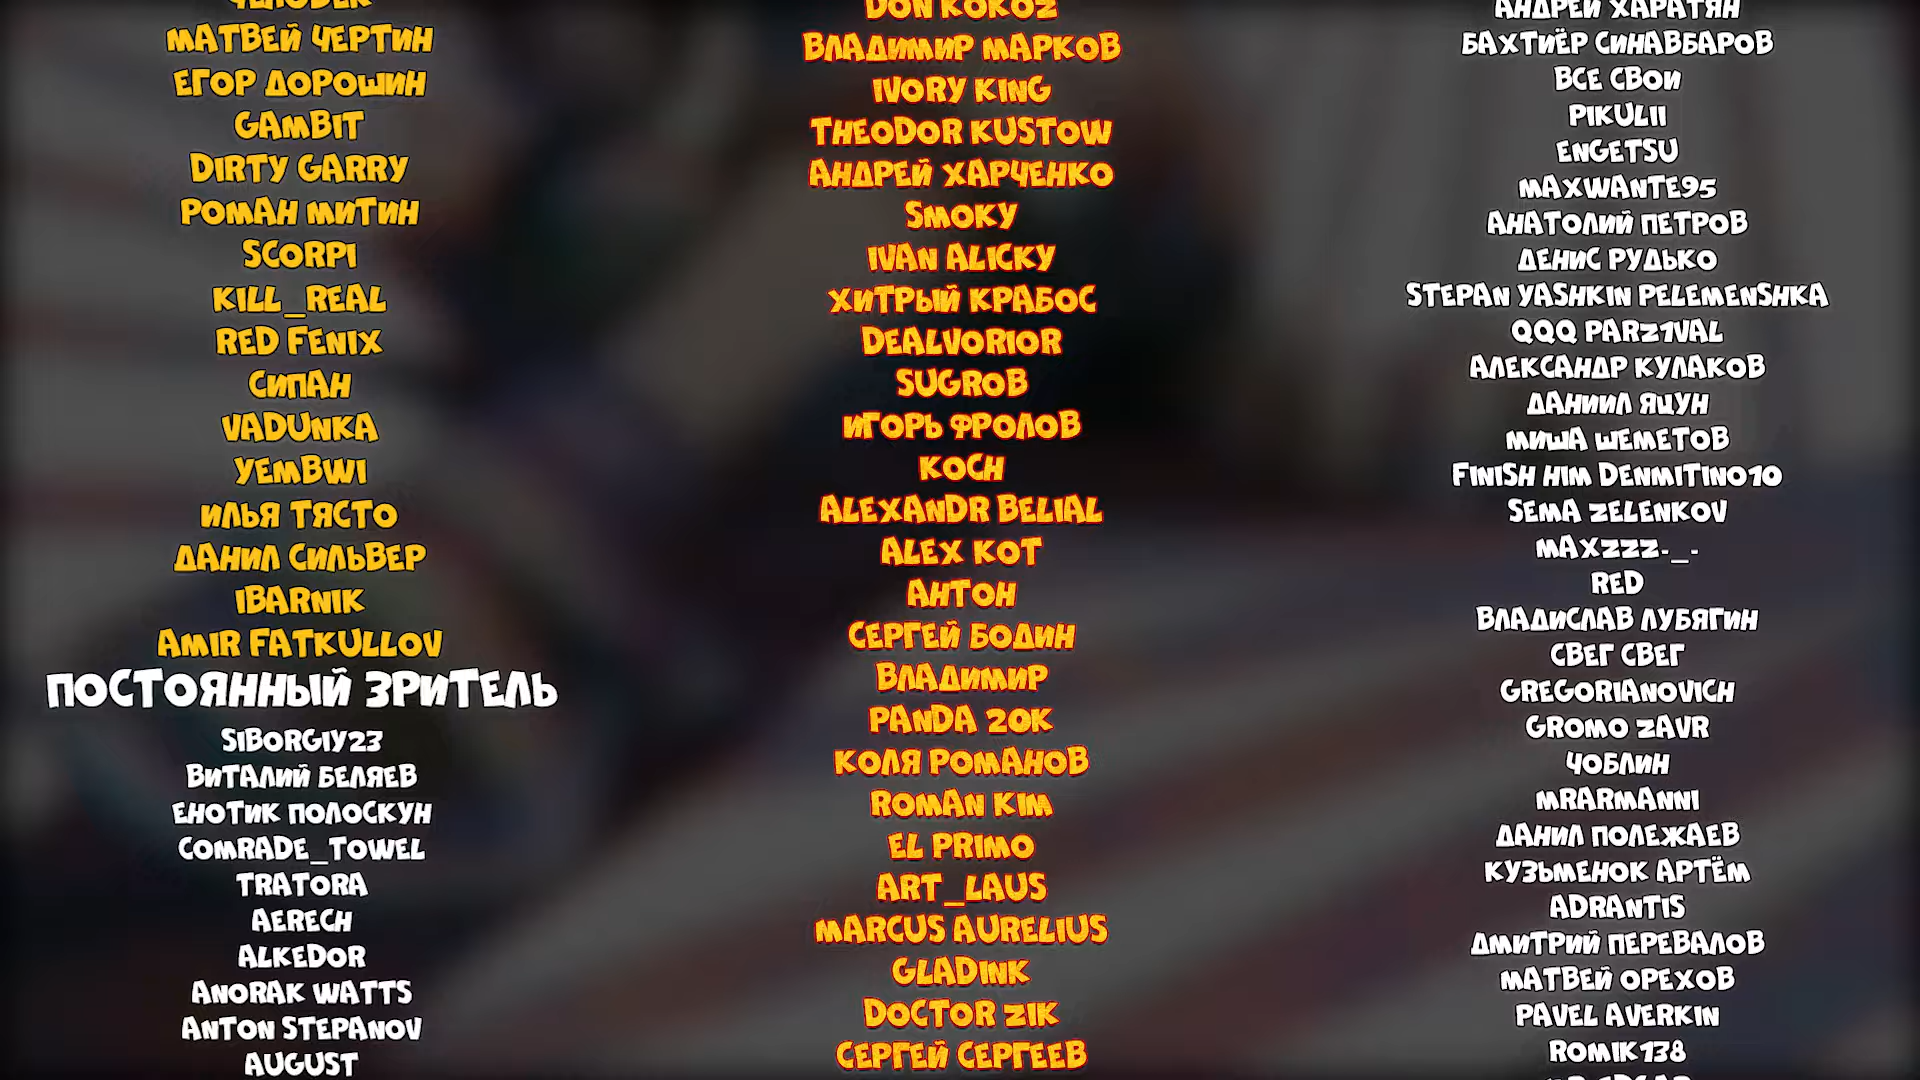 ЧЕЛОВЕК
МАТВЕЙ ЧЕРТИН
ЕГОР ДОРОШИН
GAMBIT
DIRTY GARRY
РОМАН МИТИН
SCORPI
KILL_REAL
RED FENIX
СИПАН
VADUNKA
YEMBWI
ИЛЬЯ ТЯСТО
ДАНИЛ СИЛЬВЕР
IBARNIK
AMIR FATKULLOV
ПОСТОЯННЫЙ ЗРИТЕЛЬ
SIBORGIY23
ВИТАЛИЙ БЕЛЯЕВ
ЕНОТИК ПОЛОСКУН
COMRADE_TOWEL
TRATORA
AERECH
ALKEDOR
ANORAK WATTS
ANTON STEPANOV
AUGUST
DON KOKOZ
ВЛАДИМИР МАРКОВ
IVORY KING
THEODOR KUSTOW
АНДРЕЙ ХАРЧЕНКО
SMOKY
IVAN ALICKY
ХИТРЫЙ КРАБОС
DEALVORIOR
SUGROB
ИГОРЬ ФРОЛОВ
KOCH
ALEXANDR BELIAL
ALEX KOT
АНТОН
СЕРГЕЙ БОДИН
ВЛАДИМИР
PANDA 20K
КОЛЯ РОМАНОВ
ROMAN KIM
EL PRIMO
ART_LAUS
MARCUS AURELIUS
GLADINK
DOCTOR ZIK
СЕРГЕЙ СЕРГЕЕВ
АНДРЕЙ ХАРАТЯН
БАХТИЁР СИНАВБАРОВ
ВСЕ СВОИ
PIKULII
ENGETSU
MAXWANTE95
АНАТОЛИЙ ПЕТРОВ
ДЕНИС РУДЬКО
STEPAN YASHKIN PELEMENSHKA
QQQ PARZ1VAL
АЛЕКСАНДР КУЛАКОВ
ДАНИИЛ ЯЦУН
МИША ШЕМЕТОВ
FINISH HIM DENMITINO10
SEMA ZELENKOV
MAXZZZ-_-
RED
ВЛАДИСЛАВ ЛУБЯГИН
СВЕГ СВЕГ
GREGORIANOVICH
GROMO ZAVR
ЧОБЛИН
MRARMANNI
ДАНИЛ ПОЛЕЖАЕВ
КУЗЬМЕНОК АРТЁМ
ADRANTIS
ДМИТРИЙ ПЕРЕВАЛОВ
МАТВЕЙ ОРЕХОВ
PAVEL AVERKIN
ROMIK138